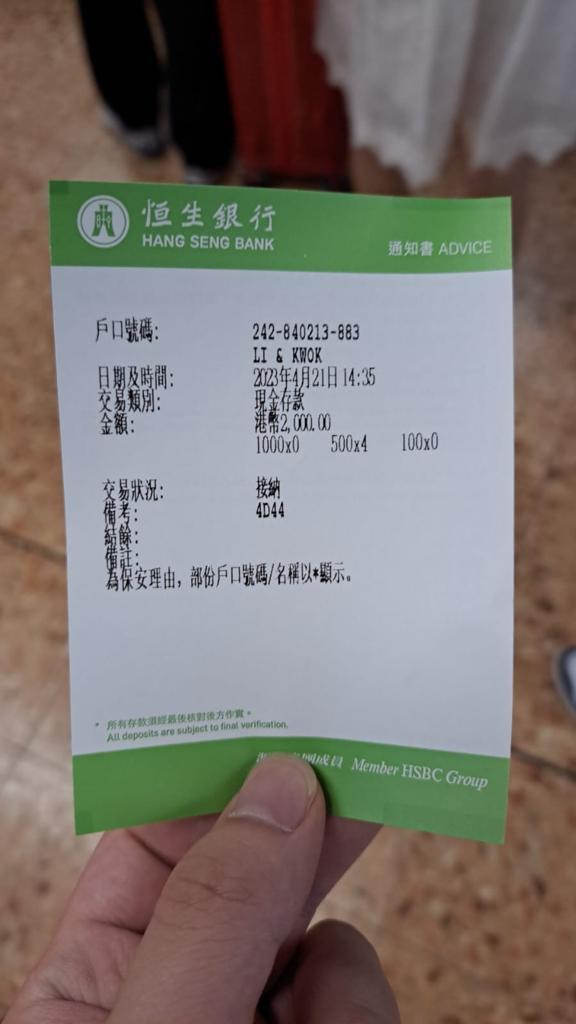 恒生銀行
HANG SENG BANK
通知書 ADVICE
戶口號碼: 242-840213-883
LI & KWOK
日期及時間: 2023年4月21日 14:35
交易類別: 現金存款
金額: 港幣2,000.00
1000x0 500x4 100x0
交易狀況: 接納
備考: 4D44
結餘:
備註:
為保安理由, 部份戶口號碼/名稱以*顯示。
* 所有存款須經最後核對後方作實。
All deposits are subject to final verification.
團成員 Member HSBC Group